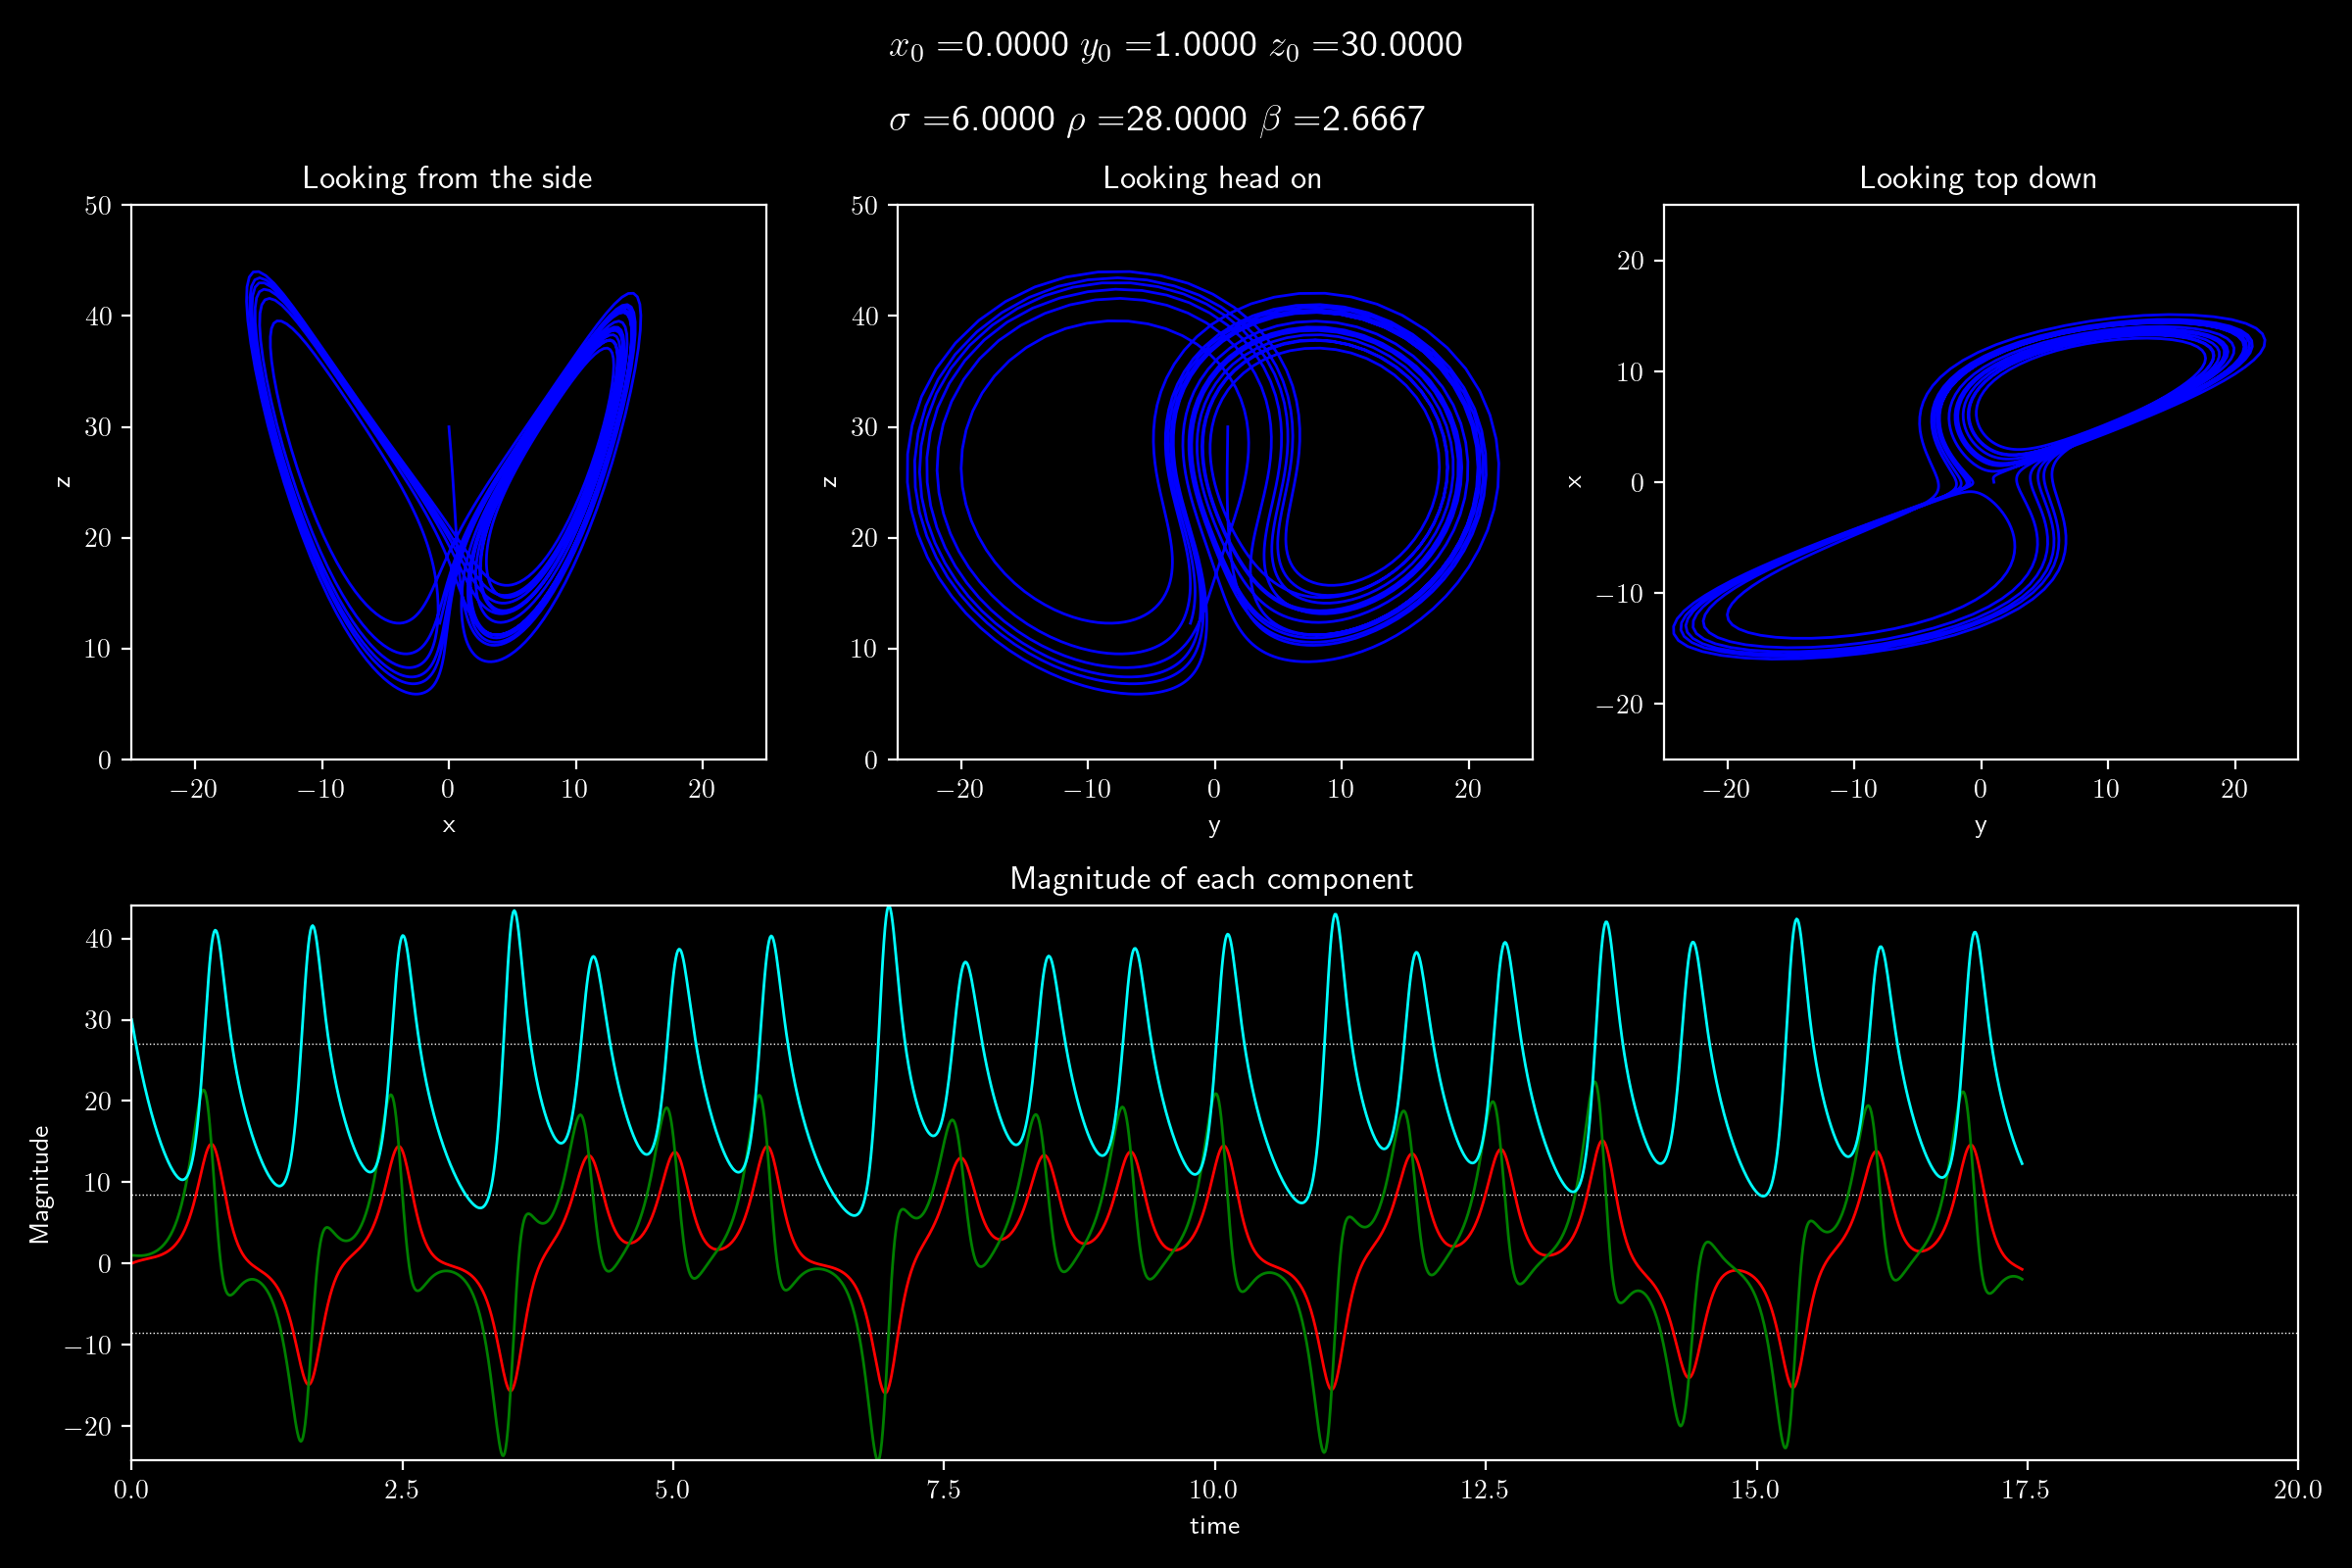 x₀ =0.0000 y₀ =1.0000 z₀ =30.0000
σ =6.0000 ρ =28.0000 β =2.6667
Looking from the side
50
40
30
20
10
0
z
−20 −10 0 10 20
x
Looking head on
50
40
30
20
10
0
z
−20 −10 0 10 20
y
Looking top down
20
10
0
−10
−20
x
−20 −10 0 10 20
y
Magnitude of each component
40
30
20
10
0
−10
−20
Magnitude
0.0 2.5 5.0 7.5 10.0 12.5 15.0 17.5 20.0
time